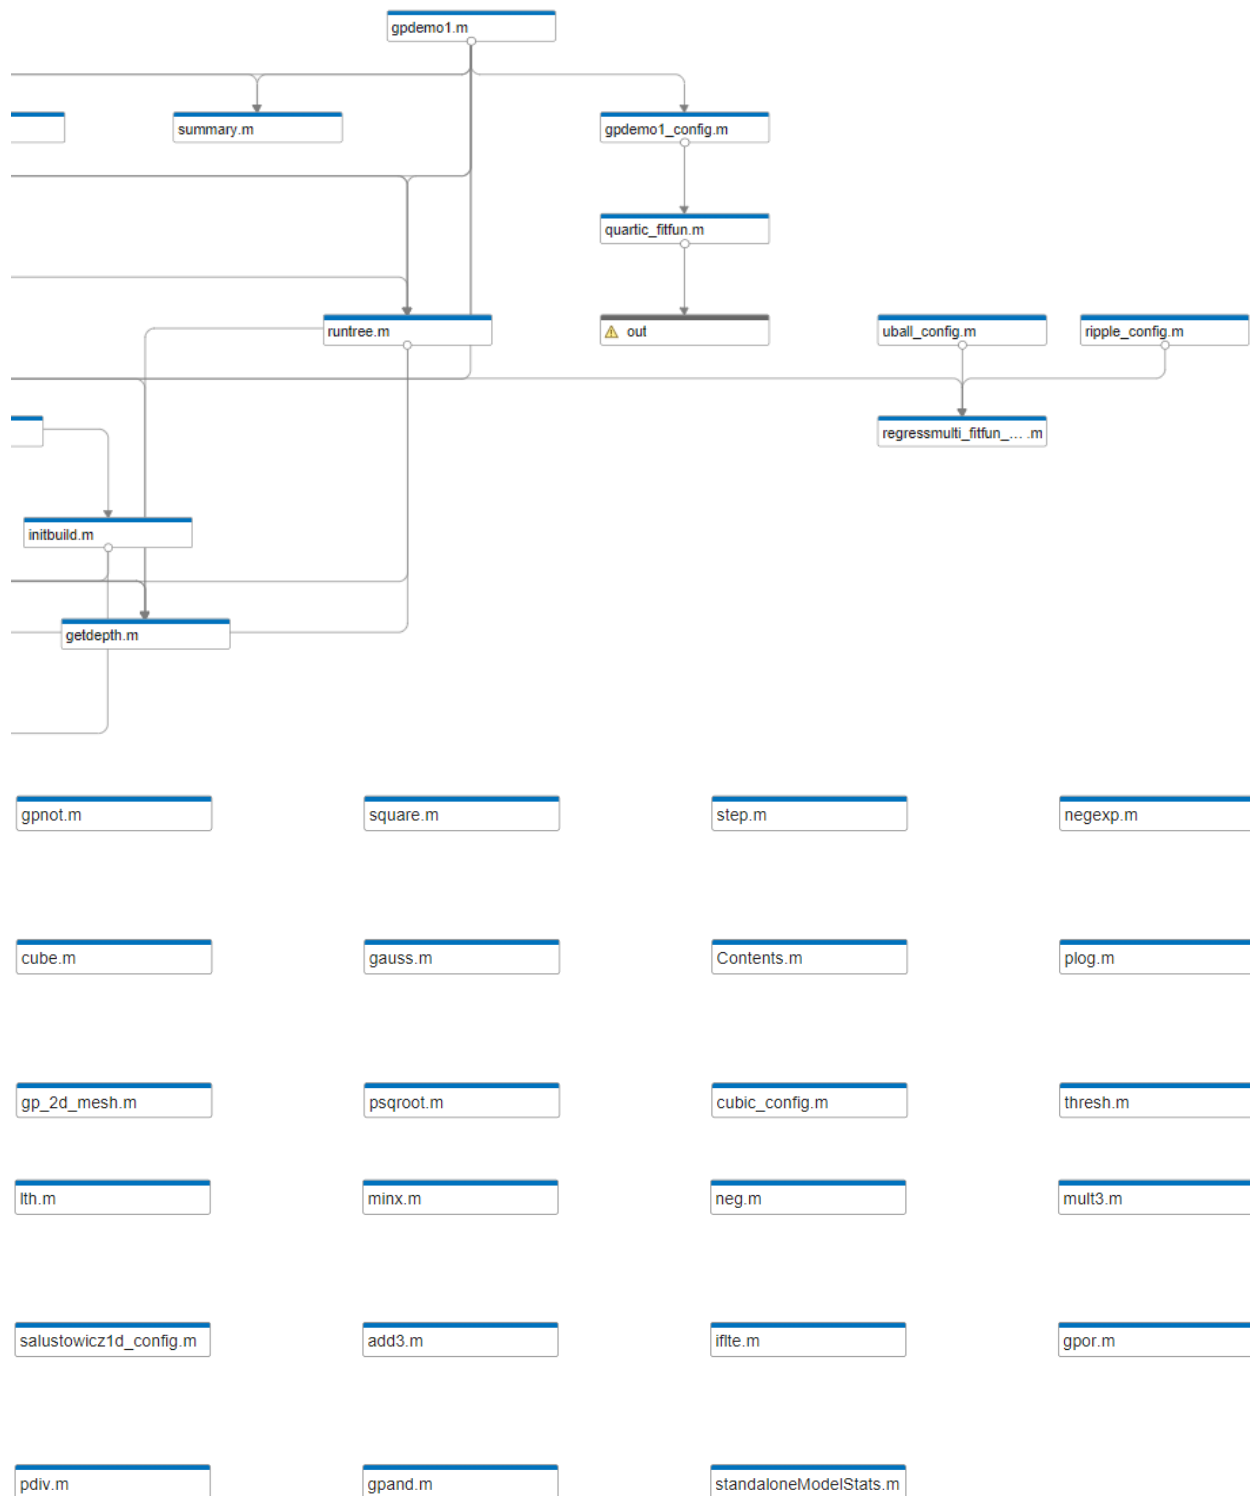 gpdemo1.m
summary.m
gpdemo1_config.m
quartic_fitfun.m
runtree.m
out
uball_config.m
ripple_config.m
regressmulti_fitfun_... .m
initbuild.m
getdepth.m
gpnot.m
square.m
step.m
negexp.m
cube.m
gauss.m
Contents.m
plog.m
gp_2d_mesh.m
psqroot.m
cubic_config.m
thresh.m
lth.m
minx.m
neg.m
mult3.m
salustowicz1d_config.m
add3.m
iflte.m
gpor.m
pdiv.m
gpand.m
standaloneModelStats.m